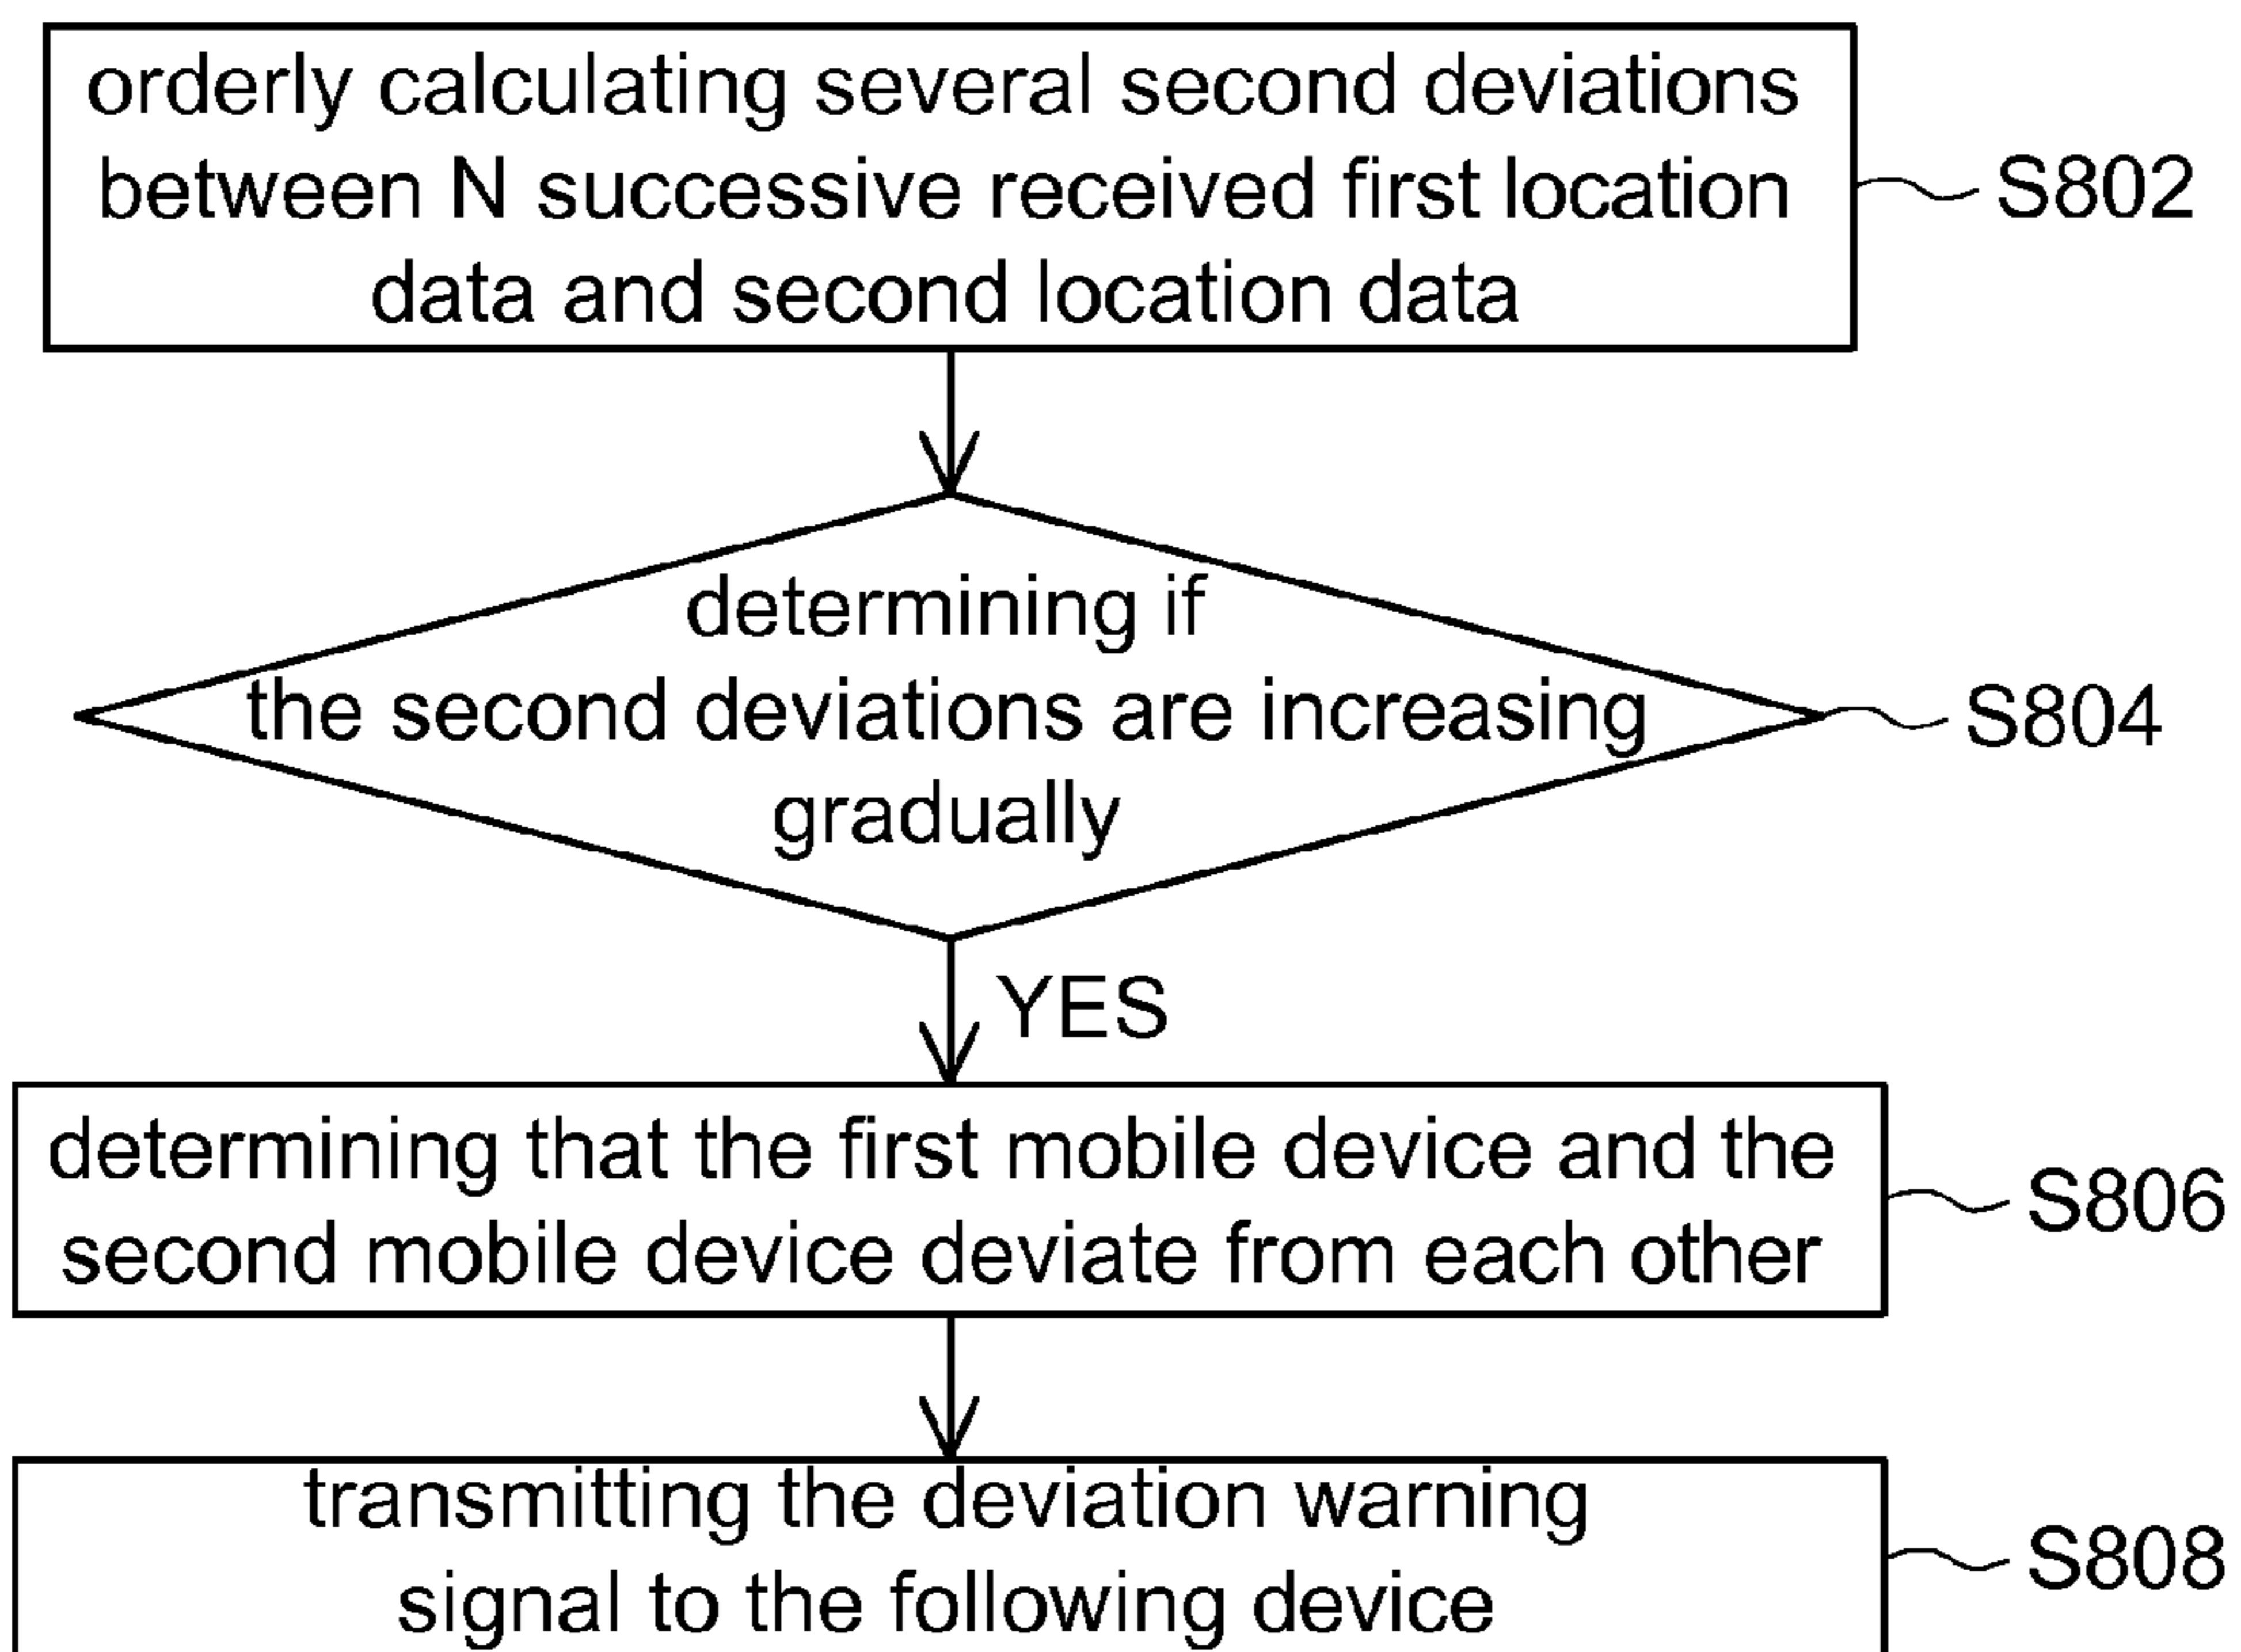 orderly calculating several second deviations
between N successive received first location
data and second location data
S802
determining if
the second deviations are increasing
gradually
S804
YES
determining that the first mobile device and the
second mobile device deviate from each other
S806
transmitting the deviation warning
signal to the following device
S808